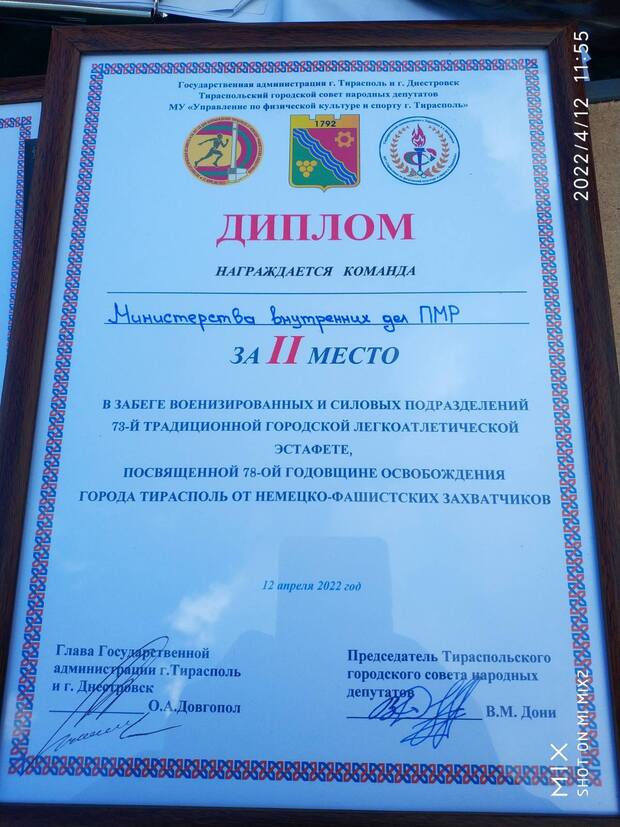 Государственная администрация г. Тирасполь и г. Днестровск
Тираспольский городской совет народных депутатов
МУ «Управление по физической культуре и спорту г. Тирасполь»
1792
ДИПЛОМ
НАГРАЖДАЕТСЯ КОМАНДА
Министерства внутренних дел ПМР
ЗА II МЕСТО
В ЗАБЕГЕ ВОЕНИЗИРОВАННЫХ И СИЛОВЫХ ПОДРАЗДЕЛЕНИЙ
73-Й ТРАДИЦИОННОЙ ГОРОДСКОЙ ЛЕГКОАТЛЕТИЧЕСКОЙ
ЭСТАФЕТЕ,
ПОСВЯЩЕННОЙ 78-ОЙ ГОДОВЩИНЕ ОСВОБОЖДЕНИЯ
ГОРОДА ТИРАСПОЛЬ ОТ НЕМЕЦКО-ФАШИСТСКИХ ЗАХВАТЧИКОВ
12 апреля 2022 год
Глава Государственной
администрации г.Тирасполь
и г. Днестровск
О.А.Довгопол
Председатель Тираспольского
городского совета народных
депутатов
В.М. Дони
2022/4/12 11:55
MIX
SHOT ON MI MIX2